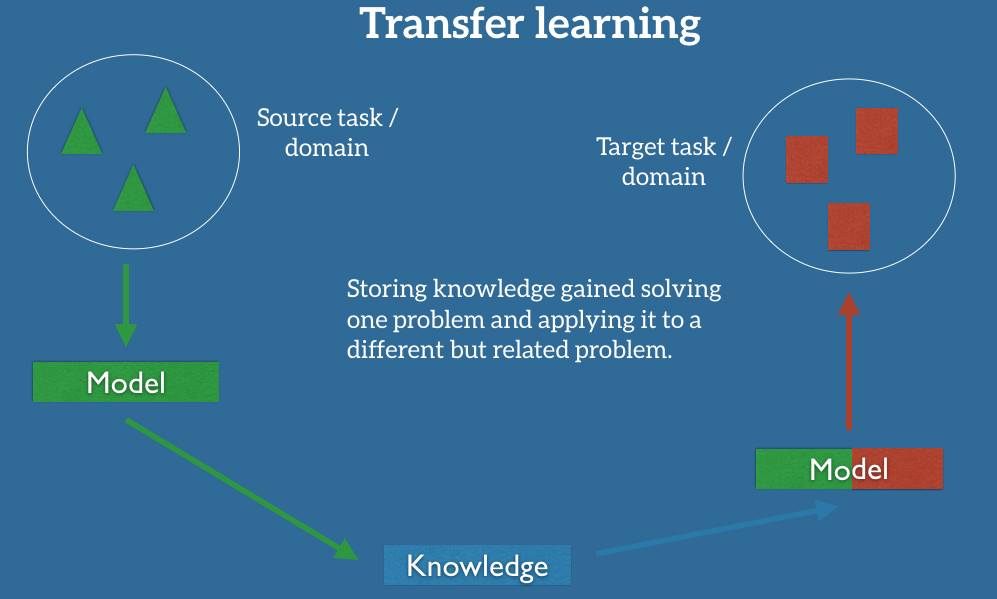 Transfer learning
Source task /
domain
Target task /
domain
Storing knowledge gained solving
one problem and applying it to a
different but related problem.
Model
Model
Knowledge